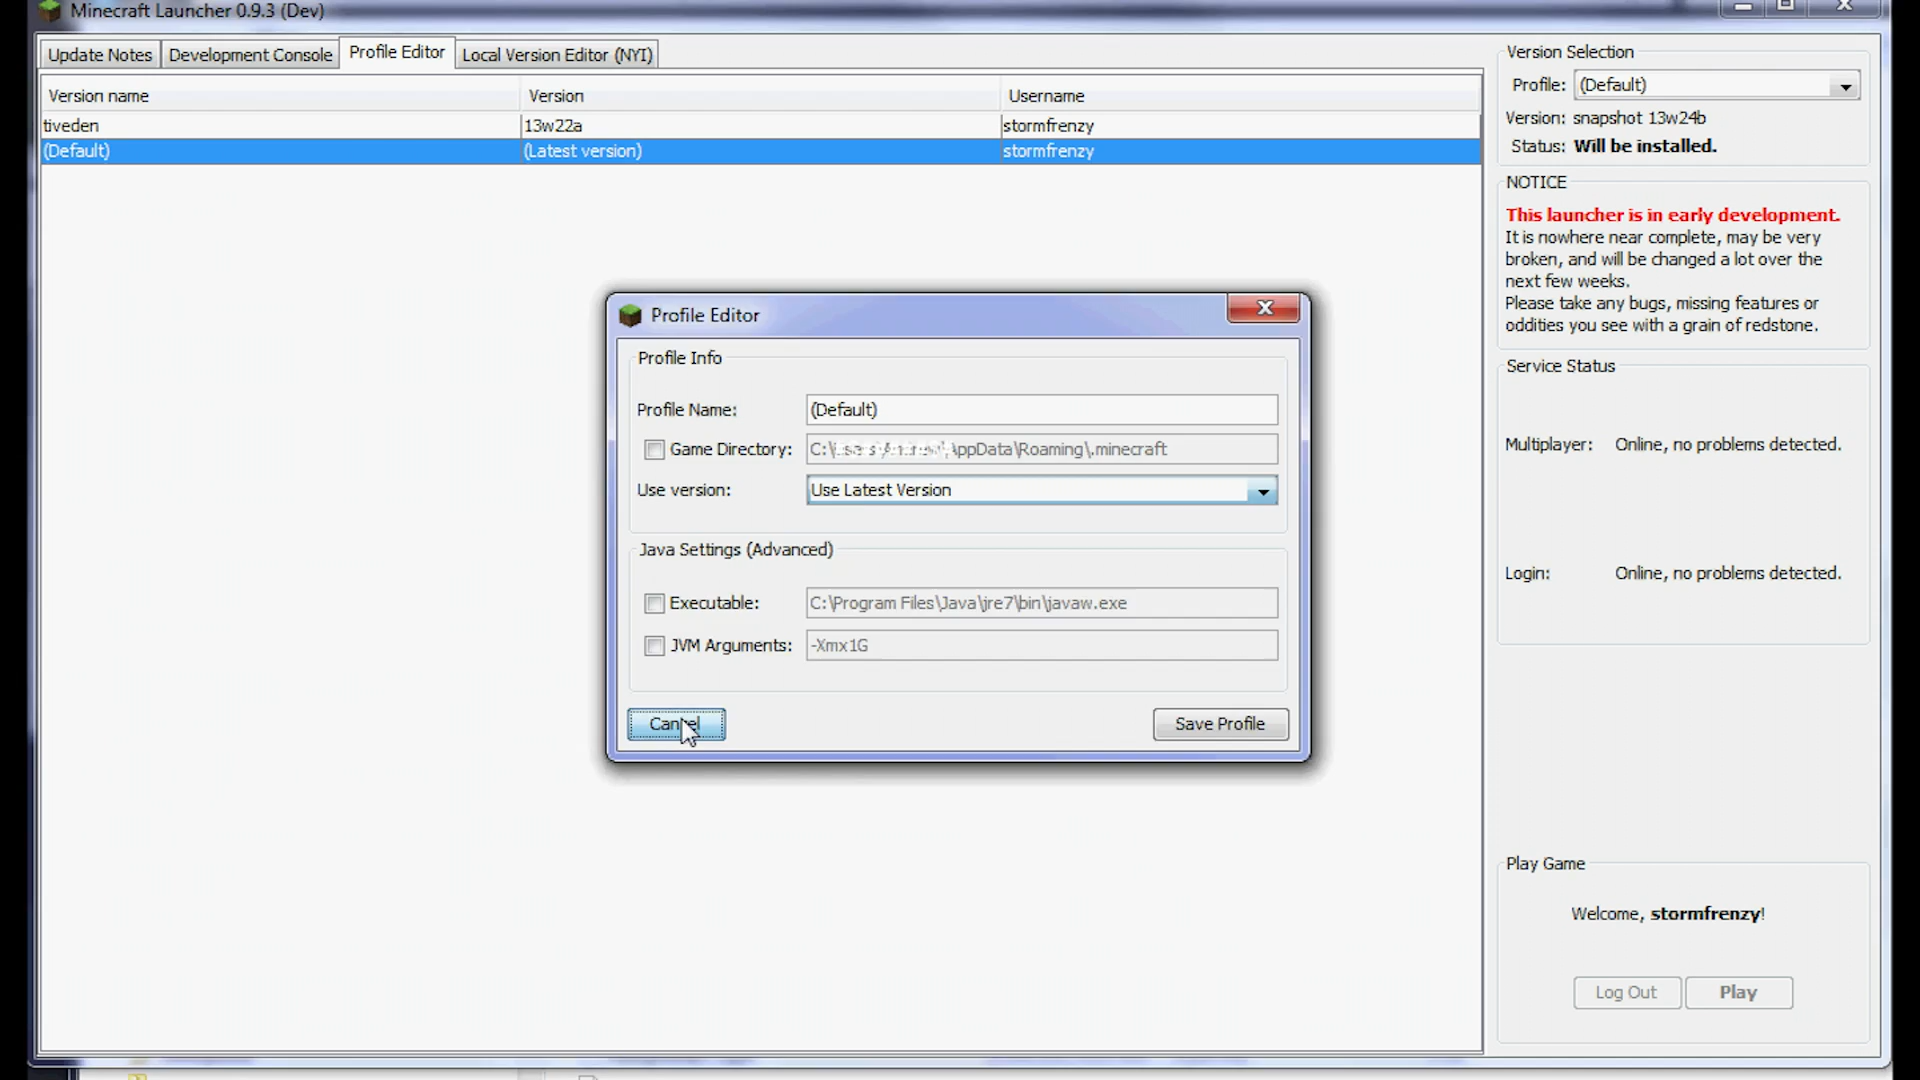 Minecraft Launcher 0.9.3 (Dev)
Update Notes
Development Console
Profile Editor
Local Version Editor (NYI)
Version name
Version
Username
tiveden
13w22a
stormfrenzy
(Default)
(Latest version)
stormfrenzy
Profile Editor
Profile Info
Profile Name:
(Default)
Game Directory:
C:\ \AppData\Roaming\.minecraft
Use version:
Use Latest Version
Java Settings (Advanced)
Executable:
C:\Program Files\Java\jre7\bin\javaw.exe
JVM Arguments:
-Xmx1G
Cancel
Save Profile
Version Selection
Profile:
(Default)
Version: snapshot 13w24b
Status: Will be installed.
NOTICE
This launcher is in early development.
It is nowhere near complete, may be very
broken, and will be changed a lot over the
next few weeks.
Please take any bugs, missing features or
oddities you see with a grain of redstone.
Service Status
Multiplayer: Online, no problems detected.
Login: Online, no problems detected.
Play Game
Welcome, stormfrenzy!
Log Out
Play